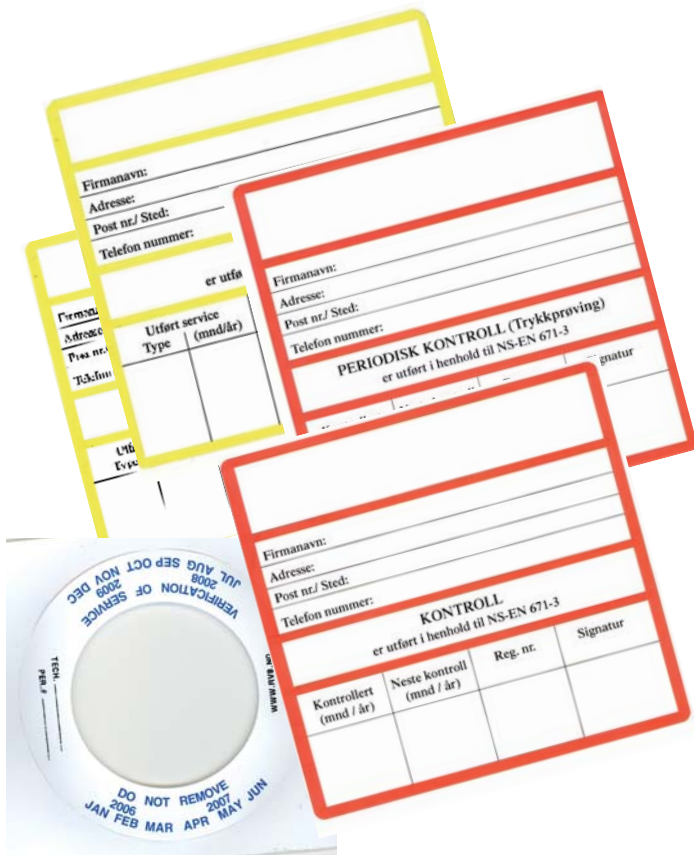 Firmanavn:
Adresse:
Post nr./ Sted:
Telefon nummer:
er utfø
Utført service
Type (mnd/år)
Firmanavn:
Adresse:
Post nr./ Sted:
Telefon nummer:
PERIODISK KONTROLL (Trykkprøving)
er utført i henhold til NS-EN 671-3
gnatur
Firmanavn:
Adresse:
Post nr./ Sted:
Telefon nummer:
KONTROLL
er utført i henhold til NS-EN 671-3
Kontrollert (mnd / år)
Neste kontroll (mnd / år)
Reg. nr.
Signatur
JUL AUG SEP OCT NOV DEC
2008 2009
VERIFICATION OF SERVICE
TECH.
PER.#
DO NOT REMOVE
2006 2007
JAN FEB MAR APR MAY JUN